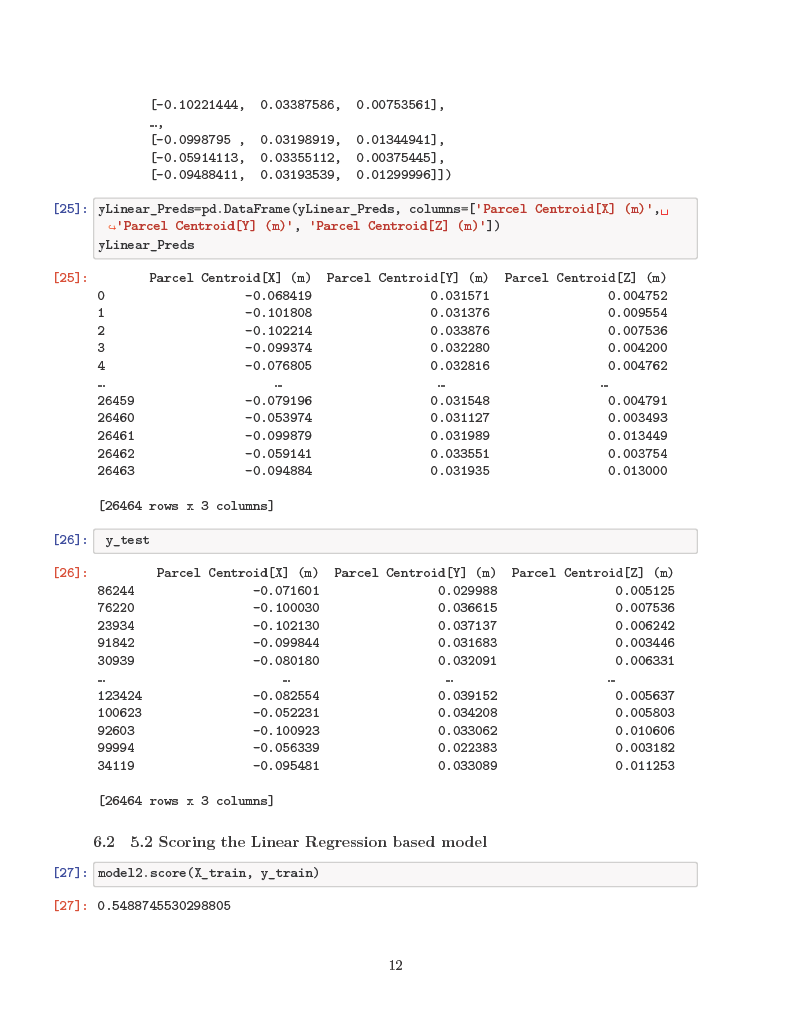 [-0.10221444,  0.03387586,  0.00753561],
…,
[-0.0998795 ,  0.03198919,  0.01344941],
[-0.05914113,  0.03355112,  0.00375445],
[-0.09488411,  0.03193539,  0.01299996]])
[25]: yLinear_Preds=pd.DataFrame(yLinear_Preds, columns=['Parcel Centroid[X] (m)',␣
↪'Parcel Centroid[Y] (m)', 'Parcel Centroid[Z] (m)'])
yLinear_Preds
[25]: Parcel Centroid[X] (m)  Parcel Centroid[Y] (m)  Parcel Centroid[Z] (m)
0 -0.068419 0.031571 0.004752
1 -0.101808 0.031376 0.009554
2 -0.102214 0.033876 0.007536
3 -0.099374 0.032280 0.004200
4 -0.076805 0.032816 0.004762
… … … …
26459 -0.079196 0.031548 0.004791
26460 -0.053974 0.031127 0.003493
26461 -0.099879 0.031989 0.013449
26462 -0.059141 0.033551 0.003754
26463 -0.094884 0.031935 0.013000
[26464 rows x 3 columns]
[26]: y_test
[26]: Parcel Centroid[X] (m)  Parcel Centroid[Y] (m)  Parcel Centroid[Z] (m)
86244 -0.071601 0.029988 0.005125
76220 -0.100030 0.036615 0.007536
23934 -0.102130 0.037137 0.006242
91842 -0.099844 0.031683 0.003446
30939 -0.080180 0.032091 0.006331
… … … …
123424 -0.082554 0.039152 0.005637
100623 -0.052231 0.034208 0.005803
92603 -0.100923 0.033062 0.010606
99994 -0.056339 0.022383 0.003182
34119 -0.095481 0.033089 0.011253
[26464 rows x 3 columns]
6.2 5.2 Scoring the Linear Regression based model
[27]: model2.score(X_train, y_train)
[27]: 0.5488745530298805
12